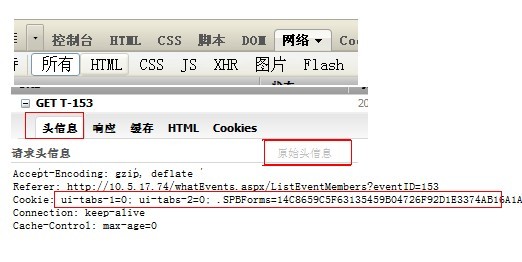 控制台 HTML CSS 脚本 DOM 网络 Co
所有 HTML CSS JS XHR 图片 Flash
GET T-153 20
头信息 响应 缓存 HTML Cookies
请求头信息 原始头信息
Accept-Encoding: gzip, deflate
Referer: http://10.5.17.74/whatEvents.aspx/ListEventMembers?eventID=153
Cookie: ui-tabs-1=0; ui-tabs-2=0; .SPBForms=14C8659C5F63135459B04726F92D1E3374AB16A1A
Connection: keep-alive
Cache-Control: max-age=0